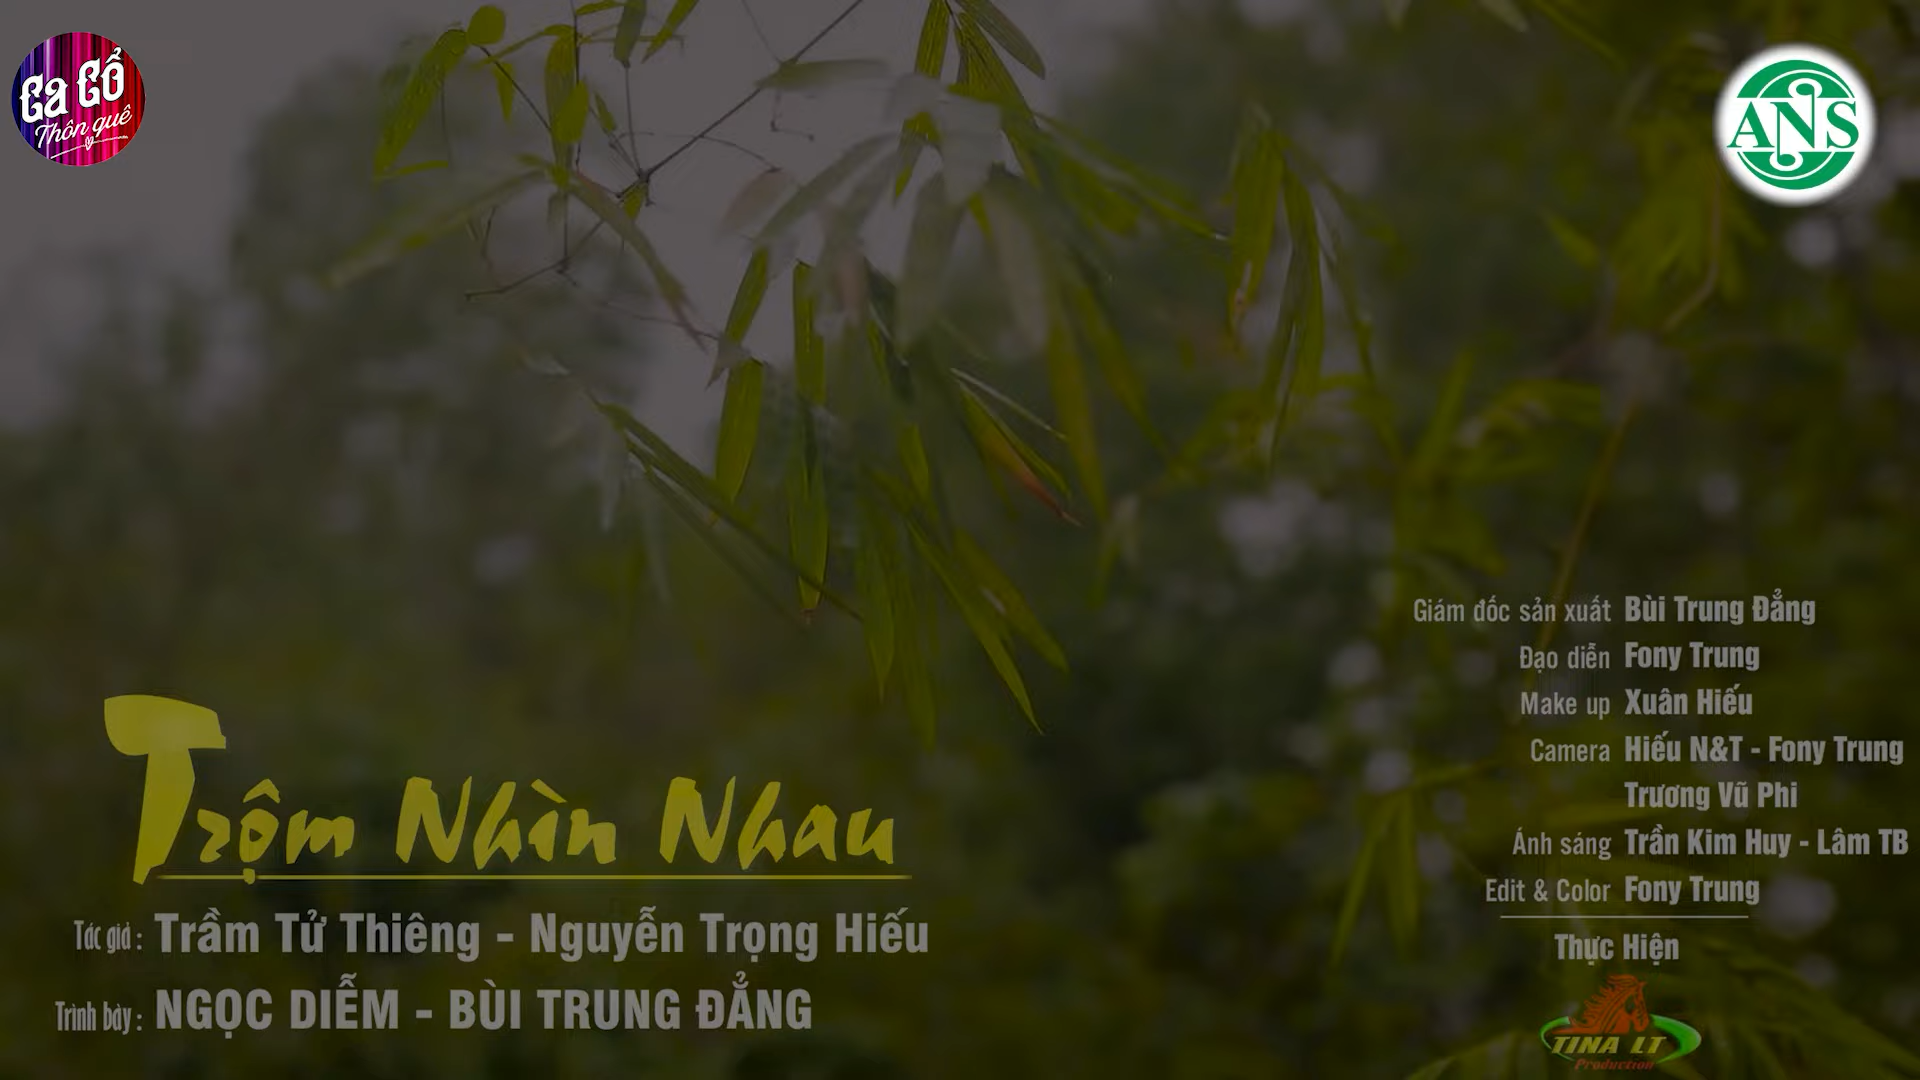 Ca Cổ
Thôn quê
ANS
Trộm Nhìn Nhau
Tác giả : Trầm Tử Thiêng - Nguyễn Trọng Hiếu
Trình bày : NGỌC DIỄM - BÙI TRUNG ĐẲNG
Giám đốc sản xuất Bùi Trung Đẳng
Đạo diễn Fony Trung
Make up Xuân Hiếu
Camera Hiếu N&T - Fony Trung
Trương Vũ Phi
Ánh sáng Trần Kim Huy - Lâm TB
Edit & Color Fony Trung
Thực Hiện
TINA LT
Production